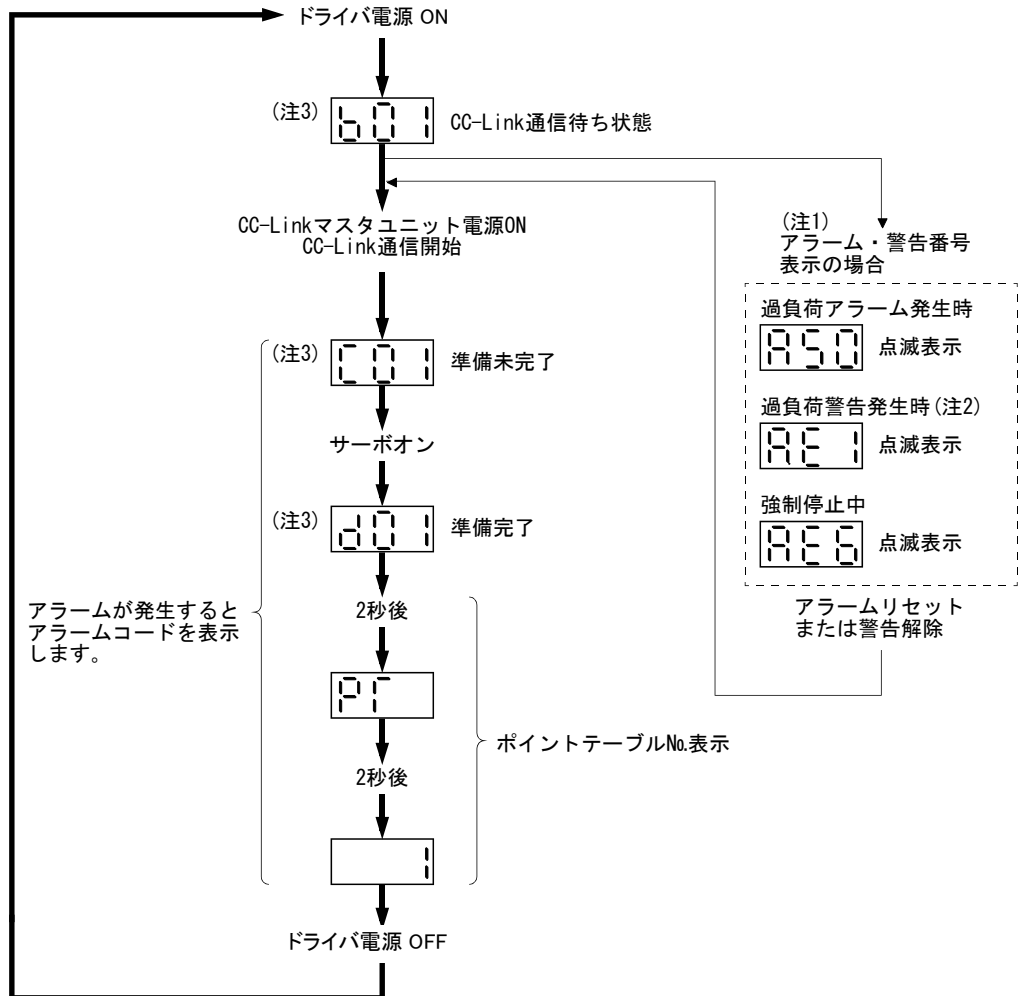 ドライバ電源 ON
(注3)
b01
CC-Link通信待ち状態
CC-Linkマスタユニット電源ON
CC-Link通信開始
(注1)
アラーム・警告番号
表示の場合
過負荷アラーム発生時
A50
点滅表示
過負荷警告発生時(注2)
AE1
点滅表示
強制停止中
AE6
点滅表示
アラームリセット
または警告解除
(注3)
C01
準備未完了
サーボオン
(注3)
d01
準備完了
アラームが発生すると
アラームコードを表示
します。
2秒後
Pr
2秒後
1
ポイントテーブル№表示
ドライバ電源 OFF